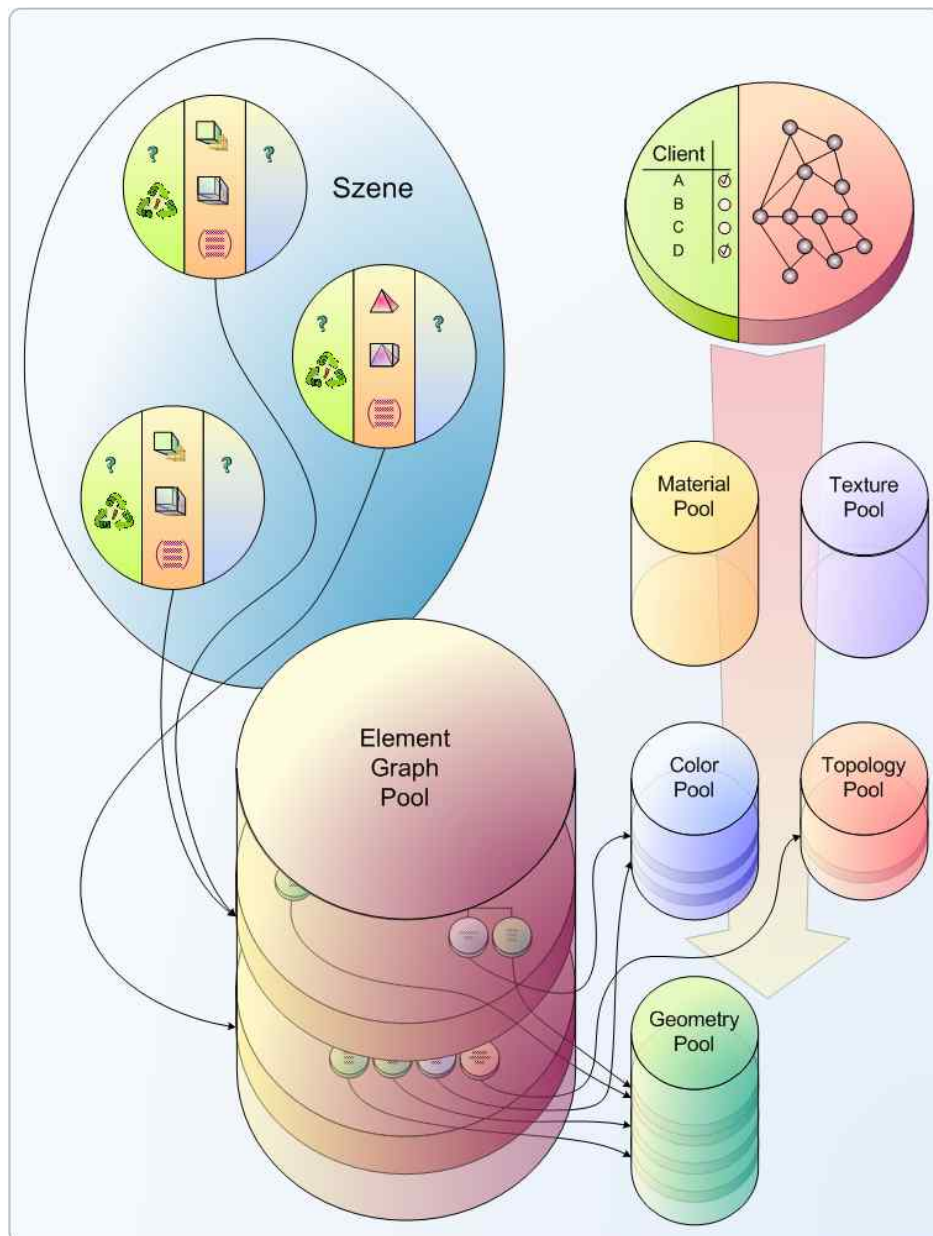 Szene
Client
A
B
C
D
Material
Pool
Texture
Pool
Element
Graph
Pool
Color
Pool
Topology
Pool
Geometry
Pool